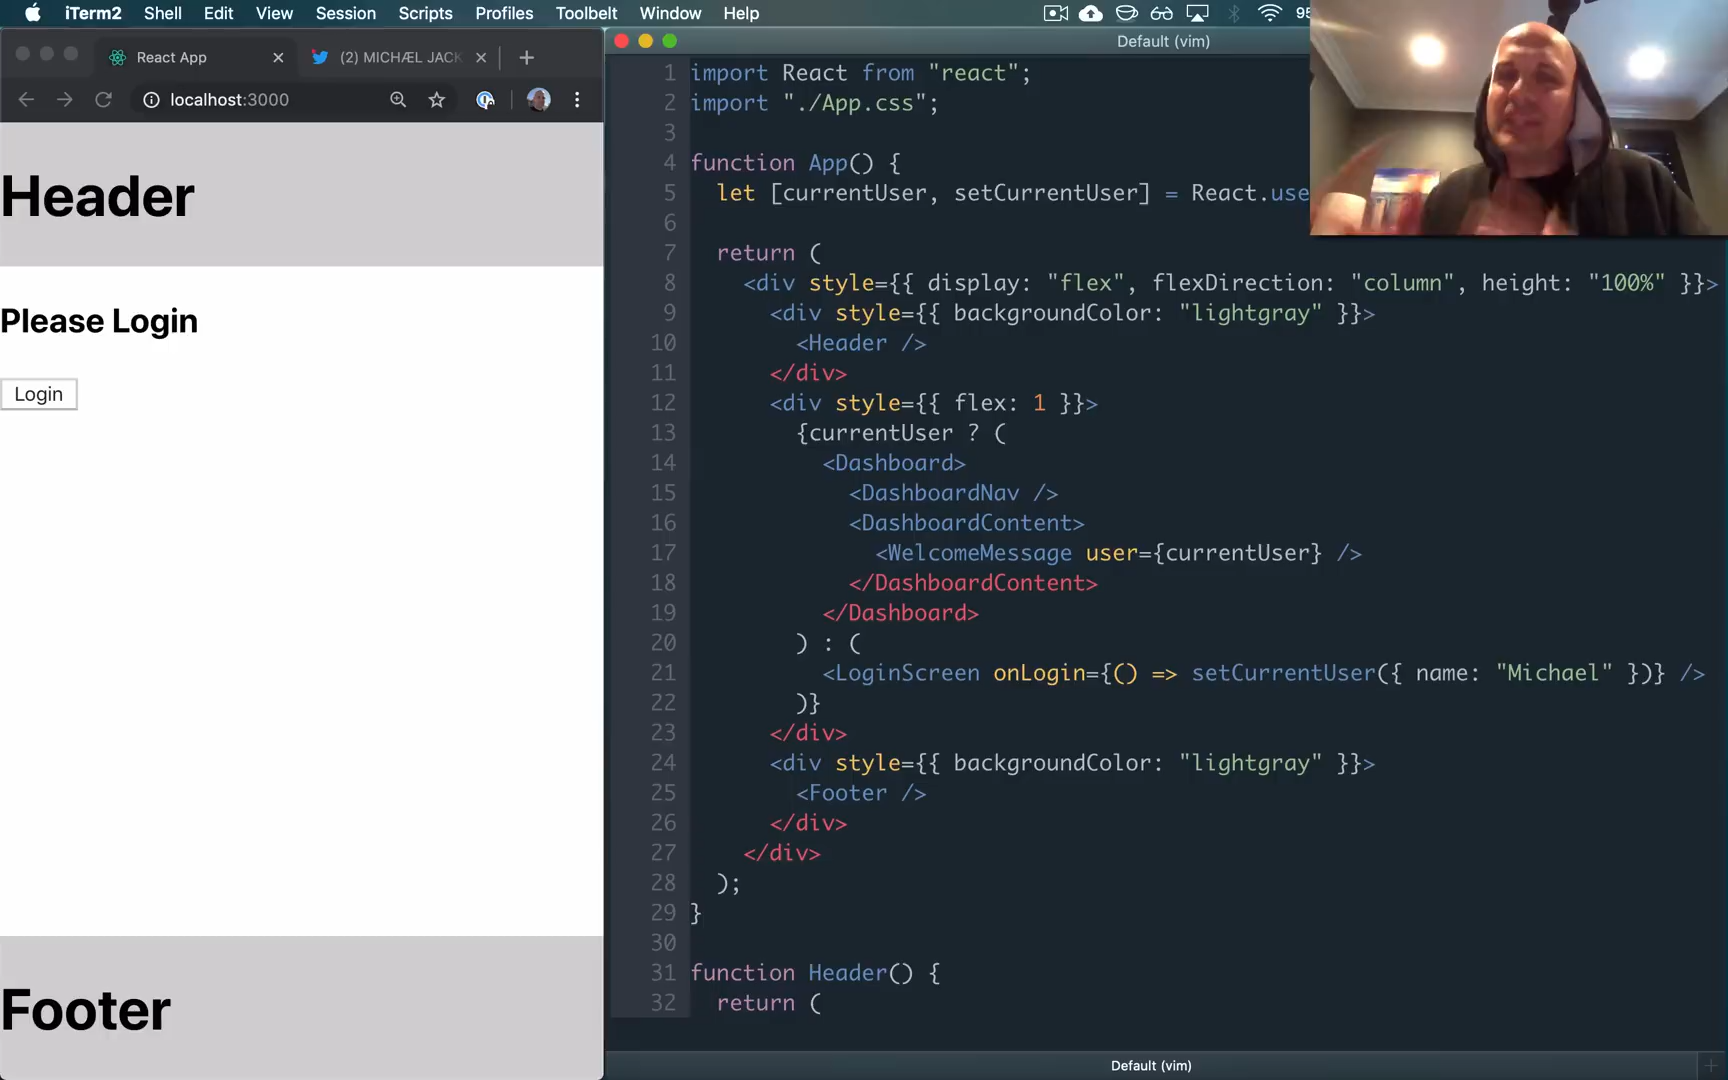 iTerm2 Shell Edit View Session Scripts Profiles Toolbelt Window Help 95
React App
(2) MICHÆL JACK
localhost:3000
Header
Please Login
Login
Footer
Default (vim)
1 import React from "react";
2 import "./App.css";
3
4 function App() {
5   let [currentUser, setCurrentUser] = React.use
6
7   return (
8     <div style={{ display: "flex", flexDirection: "column", height: "100%" }}>
9       <div style={{ backgroundColor: "lightgray" }}>
10         <Header />
11       </div>
12       <div style={{ flex: 1 }}>
13         {currentUser ? (
14           <Dashboard>
15             <DashboardNav />
16             <DashboardContent>
17               <WelcomeMessage user={currentUser} />
18             </DashboardContent>
19           </Dashboard>
20         ) : (
21           <LoginScreen onLogin={() => setCurrentUser({ name: "Michael" })} />
22         )}
23       </div>
24       <div style={{ backgroundColor: "lightgray" }}>
25         <Footer />
26       </div>
27     </div>
28   );
29 }
30
31 function Header() {
32   return (
Default (vim)